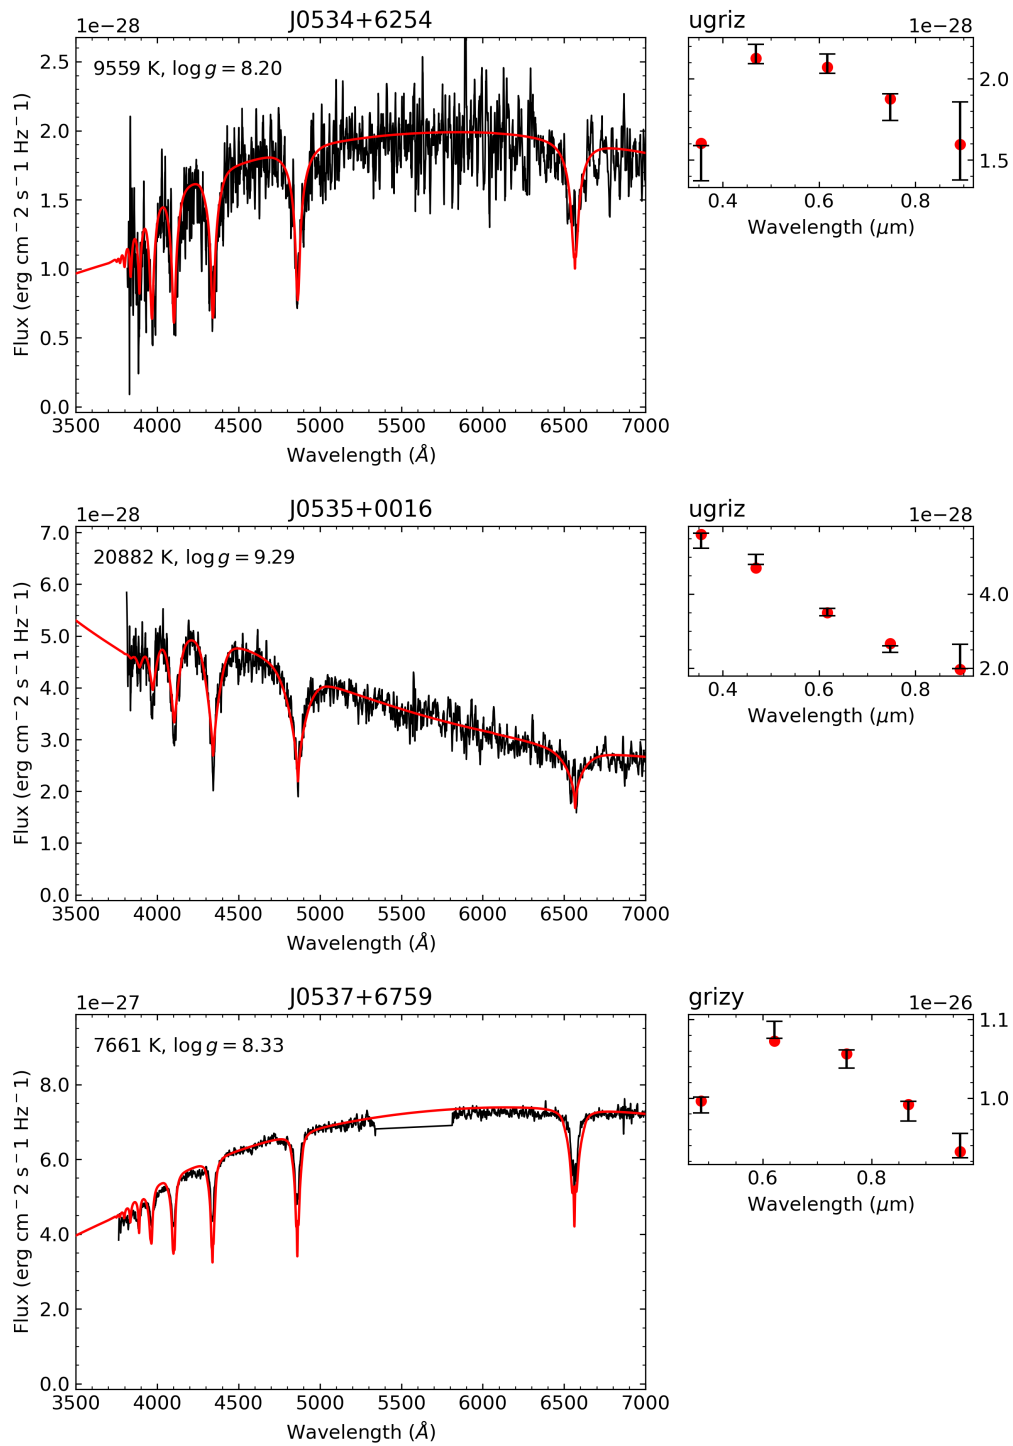 1e−28
J0534+6254
ugriz
1e−28
9559 K, log g = 8.20
2.5
2.0
1.5
1.0
0.5
0.0
2.0
1.5
0.4 0.6 0.8
Wavelength (μm)
3500 4000 4500 5000 5500 6000 6500 7000
Wavelength (Å)
Flux (erg cm−2 s−1 Hz−1)
1e−28
J0535+0016
ugriz
1e−28
20882 K, log g = 9.29
7.0
6.0
5.0
4.0
3.0
2.0
1.0
0.0
4.0
2.0
0.4 0.6 0.8
Wavelength (μm)
3500 4000 4500 5000 5500 6000 6500 7000
Wavelength (Å)
Flux (erg cm−2 s−1 Hz−1)
1e−27
J0537+6759
grizy
1e−26
7661 K, log g = 8.33
8.0
6.0
4.0
2.0
0.0
1.1
1.0
0.6 0.8
Wavelength (μm)
3500 4000 4500 5000 5500 6000 6500 7000
Wavelength (Å)
Flux (erg cm−2 s−1 Hz−1)